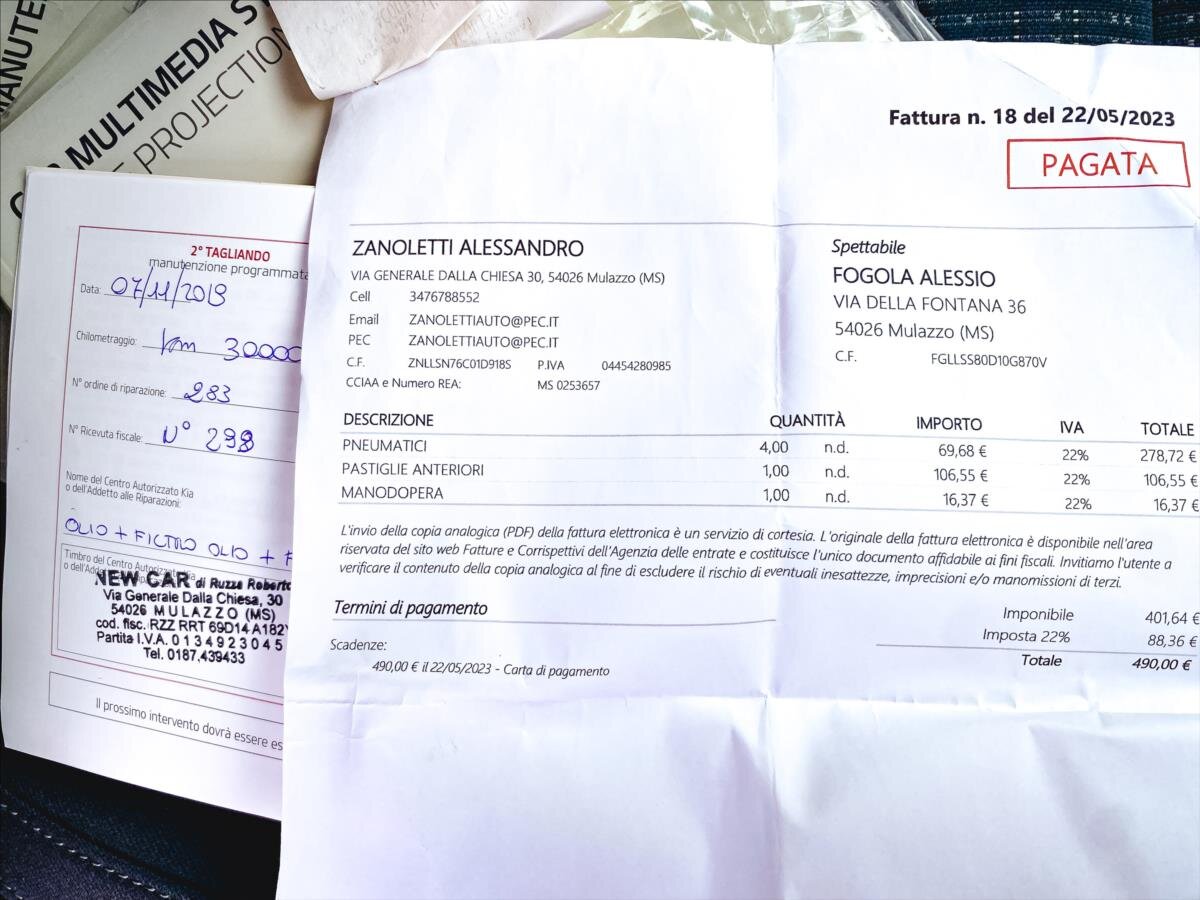 MANUTE
MULTIMEDIA S
PROJECTION
2° TAGLIANDO
manutenzione programmata
Data: 07/11/2019
Chilometraggio: km 30000
N° ordine di riparazione: 283
N° Ricevuta fiscale: N° 298
Nome del Centro Autorizzato Kia
o dell'Addetto alle Riparazioni:
OLIO + FILTRO OLIO + F
Timbro del Centro Autorizzato Kia
o dell'Adde
NEW CAR di Ruzza Roberto
Via Generale Dalla Chiesa, 30
54026 MULAZZO (MS)
cod. fisc. RZZ RRT 69D14 A182Y
Partita I.V.A. 0 1 3 4 9 2 3 0 4 5
Tel. 0187.439433
Il prossimo intervento dovrà essere es
Fattura n. 18 del 22/05/2023
PAGATA
ZANOLETTI ALESSANDRO
VIA GENERALE DALLA CHIESA 30, 54026 Mulazzo (MS)
Cell 3476788552
Email ZANOLETTIAUTO@PEC.IT
PEC ZANOLETTIAUTO@PEC.IT
C.F. ZNLLSN76C01D918S P.IVA 04454280985
CCIAA e Numero REA: MS 0253657
Spettabile
FOGOLA ALESSIO
VIA DELLA FONTANA 36
54026 Mulazzo (MS)
C.F. FGLLSS80D10G870V
DESCRIZIONE QUANTITÀ IMPORTO IVA TOTALE
PNEUMATICI 4,00 n.d. 69,68 € 22% 278,72 €
PASTIGLIE ANTERIORI 1,00 n.d. 106,55 € 22% 106,55 €
MANODOPERA 1,00 n.d. 16,37 € 22% 16,37 €
L'invio della copia analogica (PDF) della fattura elettronica è un servizio di cortesia. L'originale della fattura elettronica è disponibile nell'area
riservata del sito web Fatture e Corrispettivi dell'Agenzia delle entrate e costituisce l'unico documento affidabile ai fini fiscali. Invitiamo l'utente a
verificare il contenuto della copia analogica al fine di escludere il rischio di eventuali inesattezze, imprecisioni e/o manomissioni di terzi.
Termini di pagamento
Scadenze:
490,00 € il 22/05/2023 - Carta di pagamento
Imponibile 401,64 €
Imposta 22% 88,36 €
Totale 490,00 €